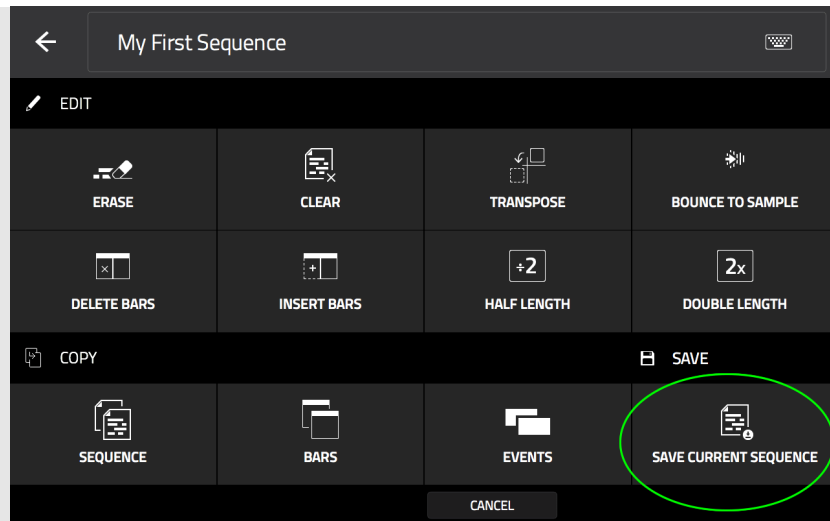 My First Sequence
EDIT
ERASE
CLEAR
TRANSPOSE
BOUNCE TO SAMPLE
÷2
2x
DELETE BARS
INSERT BARS
HALF LENGTH
DOUBLE LENGTH
COPY
SAVE
SEQUENCE
BARS
EVENTS
SAVE CURRENT SEQUENCE
CANCEL